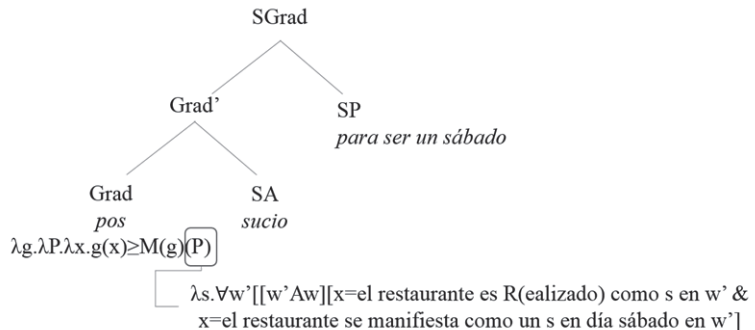 SGrad
Grad’ SP
para ser un sábado
Grad SA
pos sucio
λg.λP.λx.g(x)≥M(g)(P)
λs.∀w’[[w’Aw][x=el restaurante es R(ealizado) como s en w’ &
x=el restaurante se manifiesta como un s en día sábado en w’]